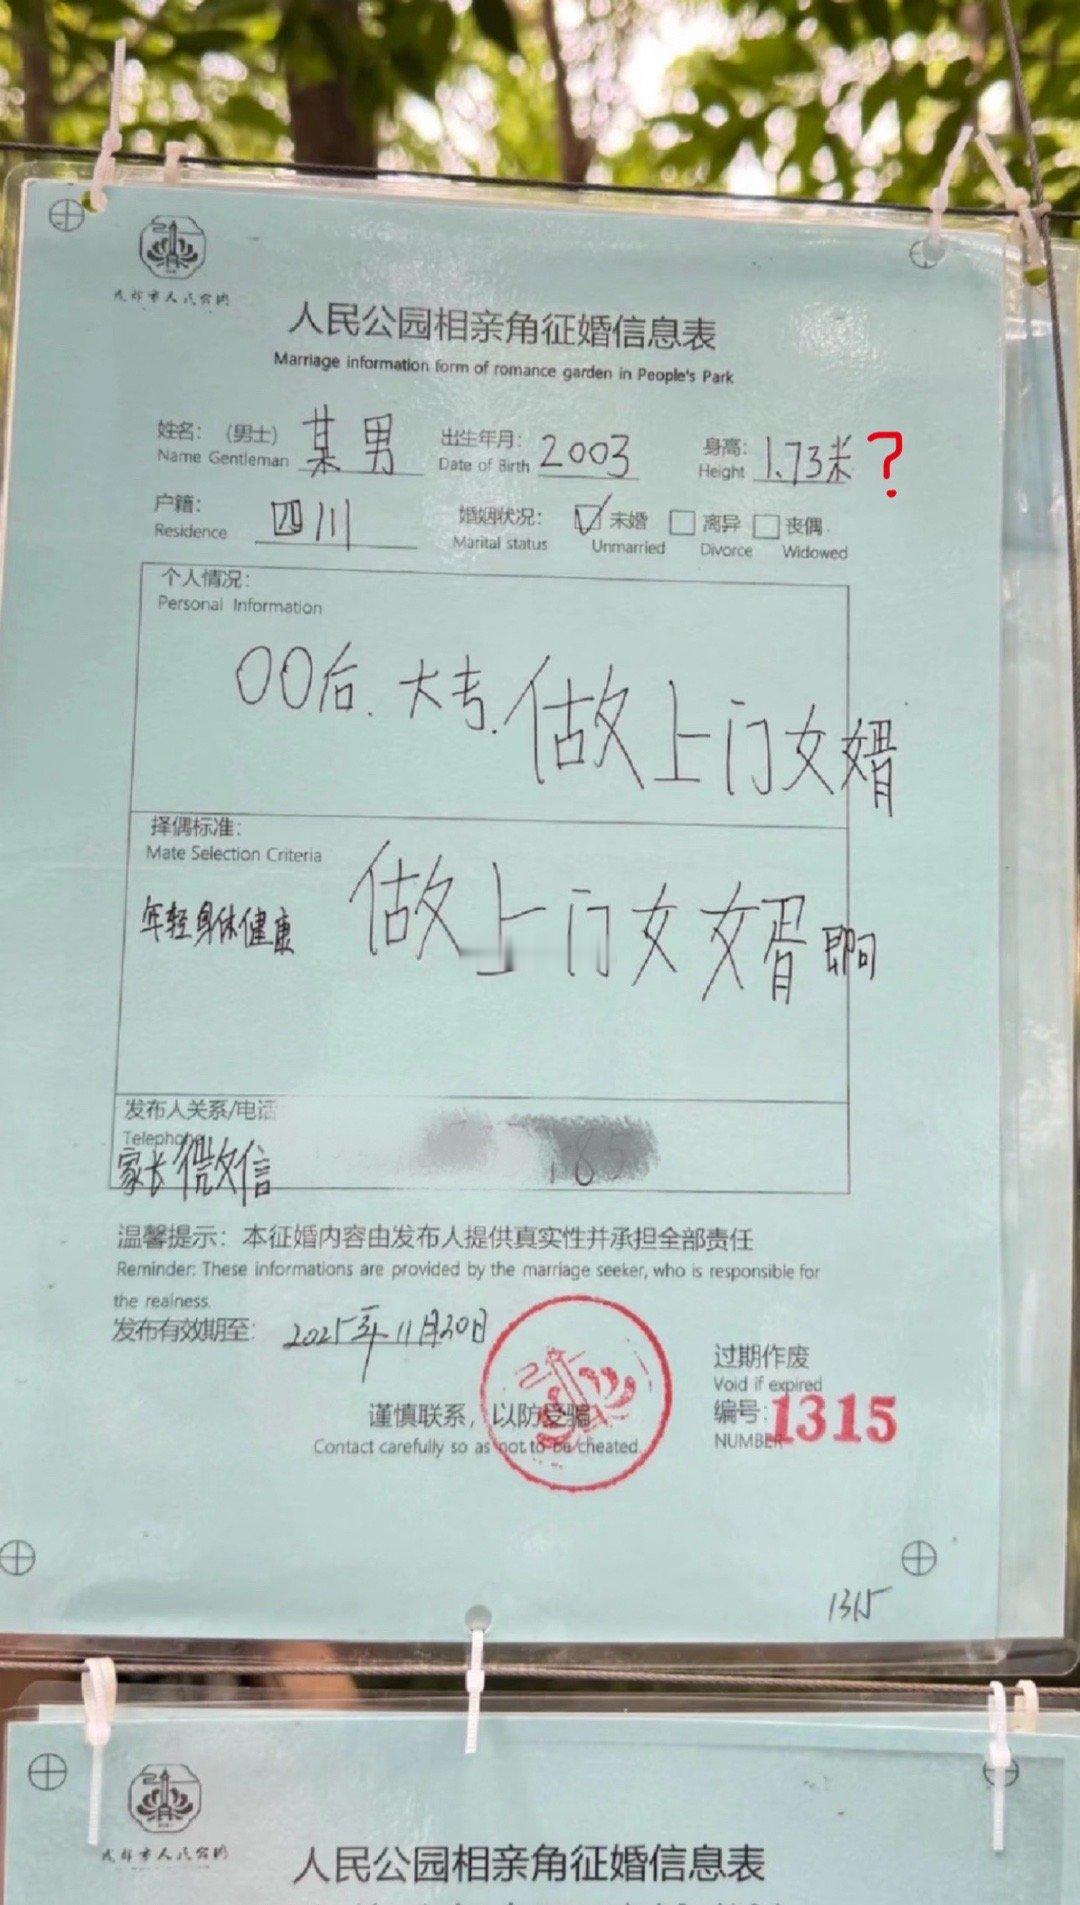 成都市人民公园
人民公园相亲角征婚信息表
Marriage information form of romance garden in People's Park
姓名：（男士） 某男 出生年月： 2003 身高： 1.73米 ?
Name Gentleman Date of Birth Height
户籍： 四川 婚姻状况： 未婚 离异 丧偶
Residence Marital status Unmarried Divorce Widowed
个人情况：
Personal Information
00后、大专、做上门女婿
择偶标准：
Mate Selection Criteria
年轻身体健康 做上门女婿即可
发布人关系/电话
Telephone
家长微信 185
温馨提示：本征婚内容由发布人提供真实性并承担全部责任
Reminder: These informations are provided by the marriage seeker, who is responsible for
the realness.
发布有效期至： 2025年11月30日
过期作废
Void if expired
谨慎联系，以防受骗 编号：1315
Contact carefully so as not to be cheated NUMBER
1315
成都市人民公园
人民公园相亲角征婚信息表